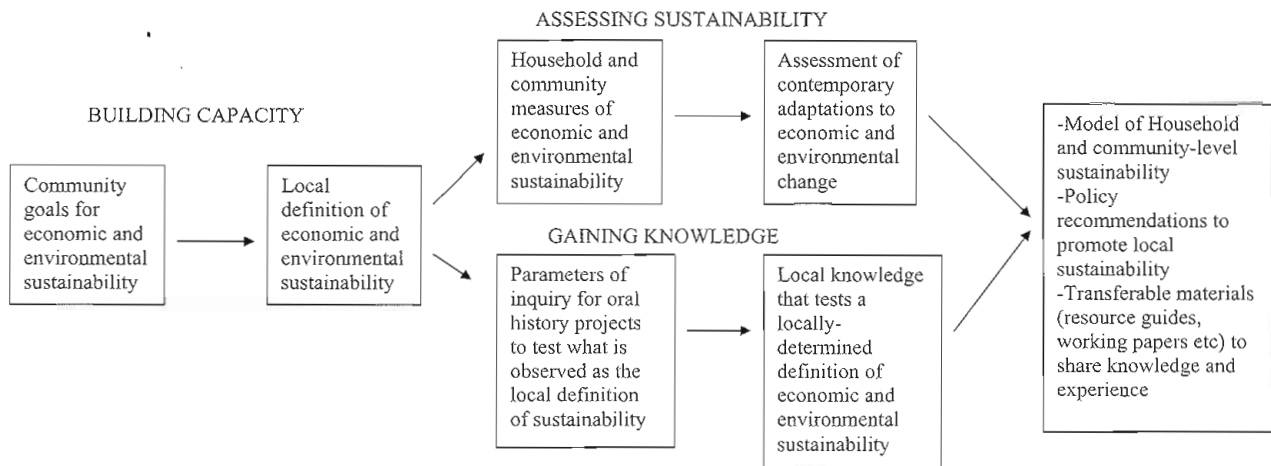 ASSESSING SUSTAINABILITY
BUILDING CAPACITY
Community
goals for
economic and
environmental
sustainability
Local
definition of
economic and
environmental
sustainability
Household and
community
measures of
economic and
environmental
sustainability
Assessment of
contemporary
adaptations to
economic and
environmental
change
GAINING KNOWLEDGE
Parameters of
inquiry for oral
history projects
to test what is
observed as the
local definition
of sustainability
Local knowledge
that tests a
locally-
determined
definition of
economic and
environmental
sustainability
-Model of Household
and community-level
sustainability
-Policy
recommendations to
promote local
sustainability
-Transferable materials
(resource guides,
working papers etc) to
share knowledge and
experience